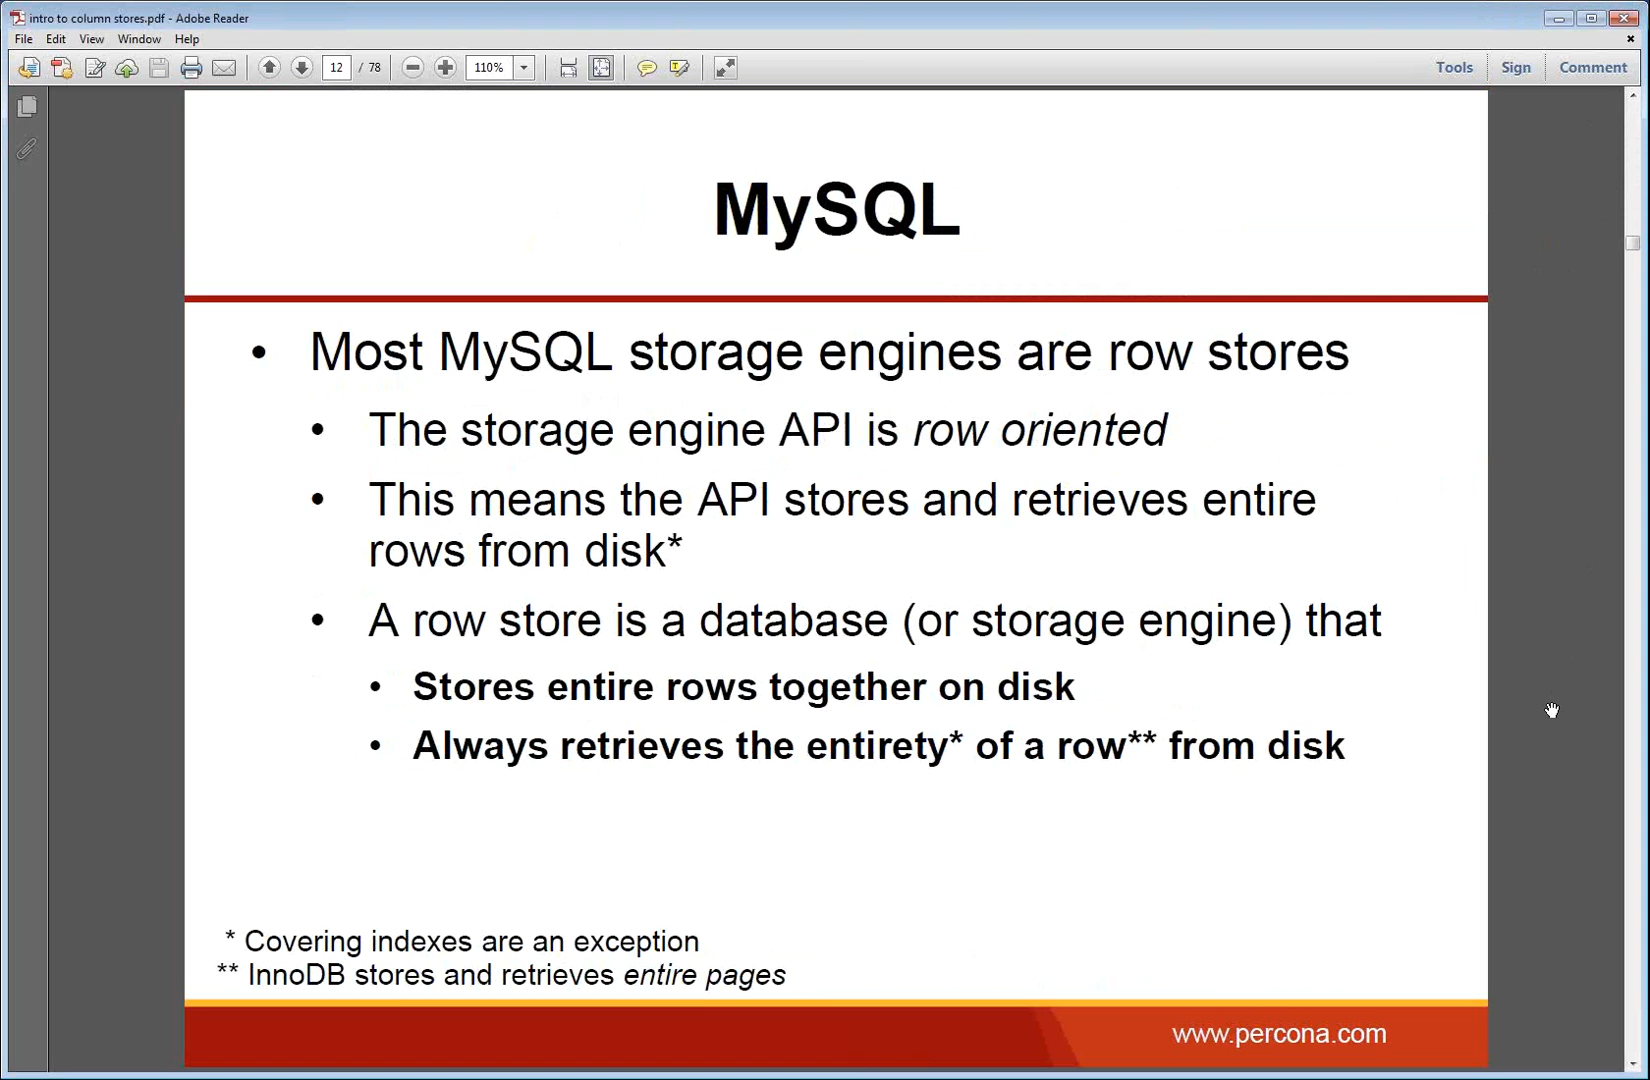 intro to column stores.pdf - Adobe Reader
File Edit View Window Help
12 / 78 110% Tools Sign Comment
MySQL
• Most MySQL storage engines are row stores
• The storage engine API is row oriented
• This means the API stores and retrieves entire
rows from disk*
• A row store is a database (or storage engine) that
• Stores entire rows together on disk
• Always retrieves the entirety* of a row** from disk
* Covering indexes are an exception
** InnoDB stores and retrieves entire pages
www.percona.com